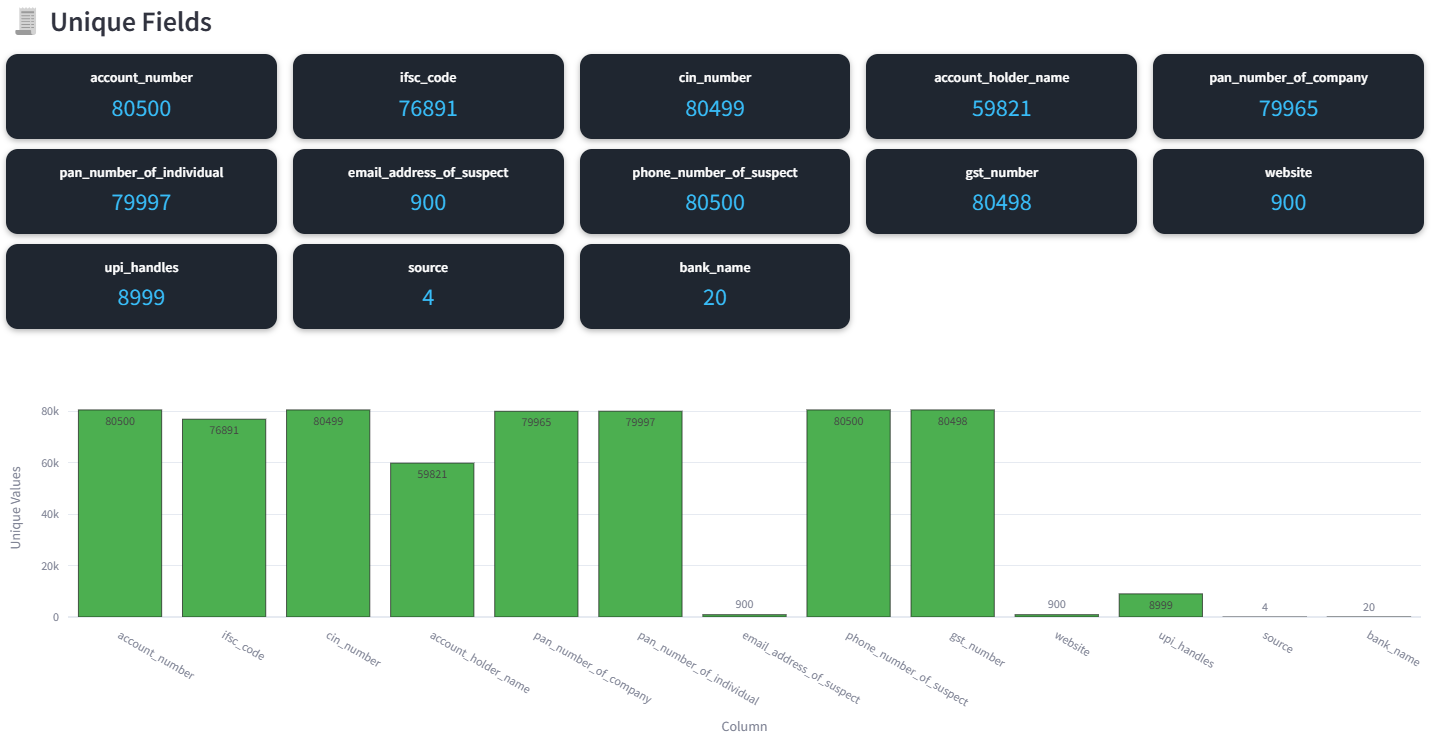 Unique Fields
account_number
80500
ifsc_code
76891
cin_number
80499
account_holder_name
59821
pan_number_of_company
79965
pan_number_of_individual
79997
email_address_of_suspect
900
phone_number_of_suspect
80500
gst_number
80498
website
900
upi_handles
8999
source
4
bank_name
20
Unique Values
80k
60k
40k
20k
0
80500
76891
80499
59821
79965
79997
900
80500
80498
900
8999
4
20
account_number
ifsc_code
cin_number
account_holder_name
pan_number_of_company
pan_number_of_individual
email_address_of_suspect
phone_number_of_suspect
gst_number
website
upi_handles
source
bank_name
Column